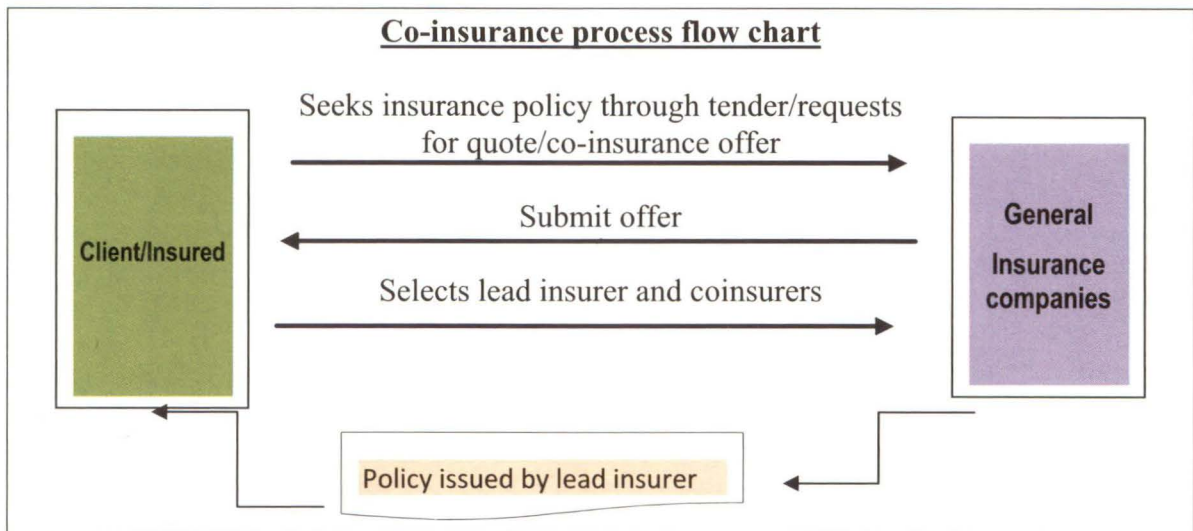 Co-insurance process flow chart
Seeks insurance policy through tender/requests
for quote/co-insurance offer
Submit offer
Client/Insured
General
Insurance
companies
Selects lead insurer and coinsurers
Policy issued by lead insurer